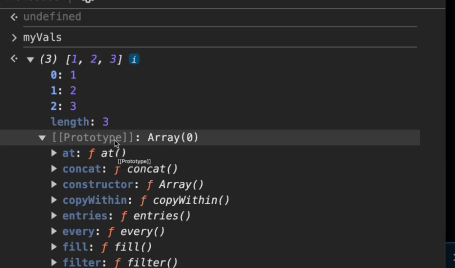 undefined
> myVals
(3) [1, 2, 3] i
0: 1
1: 2
2: 3
length: 3
[[Prototype]]: Array(0)
at: ƒ at()
[[Prototype]]
concat: ƒ concat()
constructor: ƒ Array()
copyWithin: ƒ copyWithin()
entries: ƒ entries()
every: ƒ every()
fill: ƒ fill()
filter: ƒ filter()